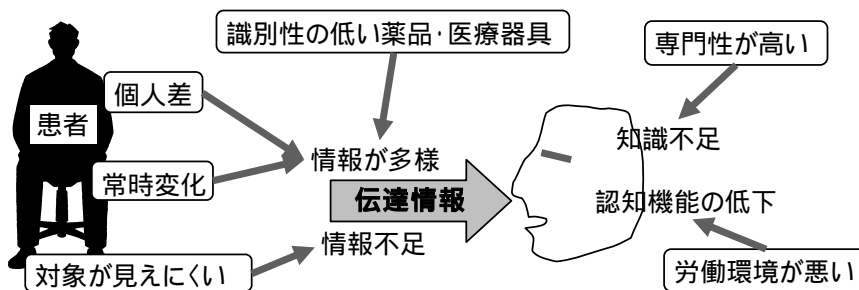 識別性の低い薬品・医療器具
専門性が高い
個人差
患者
知識不足
情報が多様
常時変化
伝達情報
認知機能の低下
情報不足
対象が見えにくい
労働環境が悪い